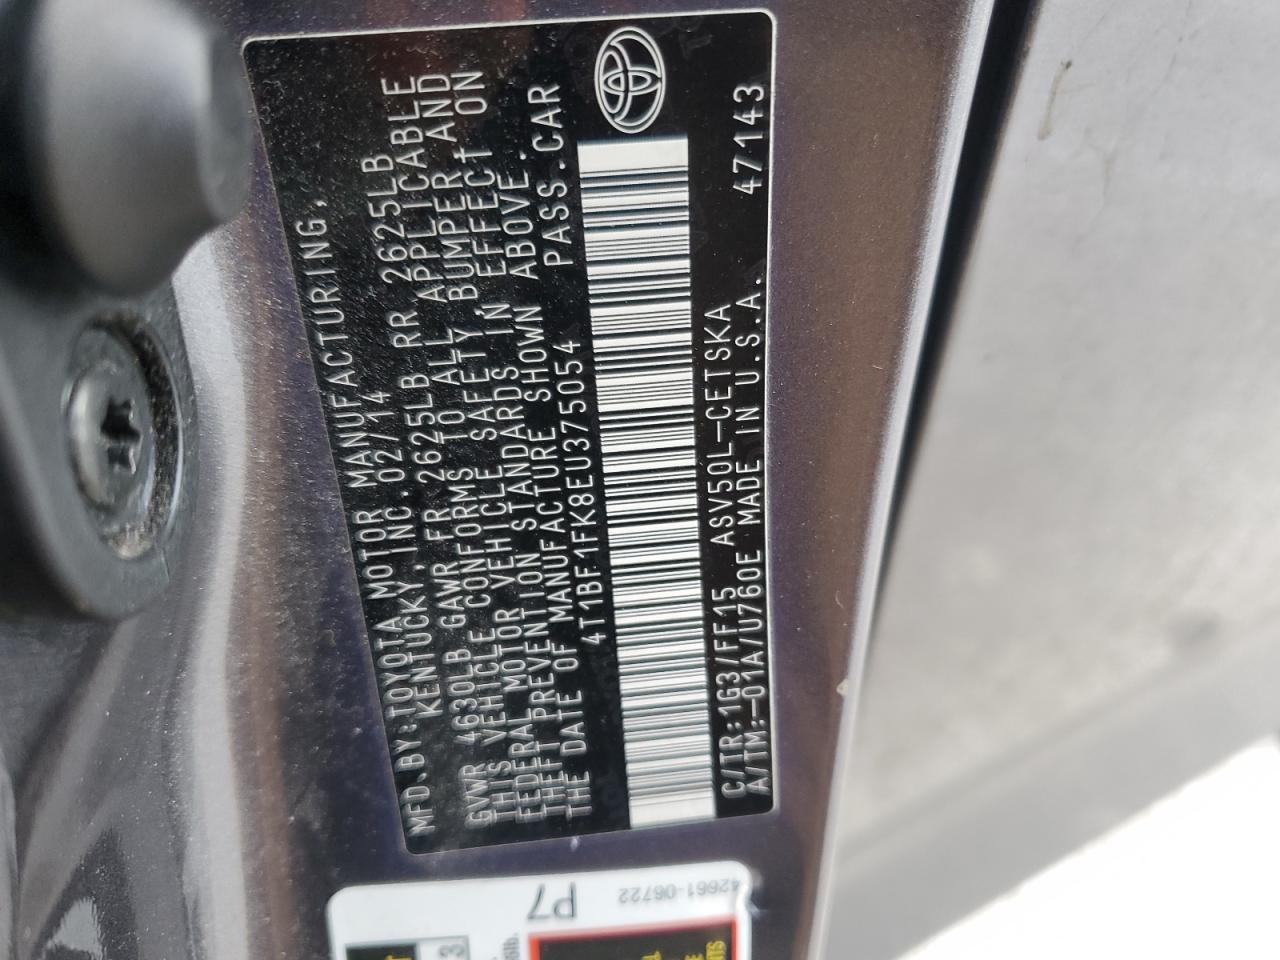 MFD.BY:TOYOTA MOTOR MANUFACTURING,
KENTUCKY,INC.02/14
GVWR 4630LB GAWR FR 2625LB RR 2625LB
THIS VEHICLE CONFORMS TO ALL APPLICABLE
FEDERAL MOTOR VEHICLE SAFETY BUMPER AND
THEFT PREVENTION STANDARDS IN EFFECT ON
THE DATE OF MANUFACTURE SHOWN ABOVE.
4T1BF1FK8EU375054 PASS.CAR
C/TR:1G3/FF15 ASV50L-CETSKA 47143
A/TM:-01A/U760E MADE IN U.S.A.
42661-06722
P7
3